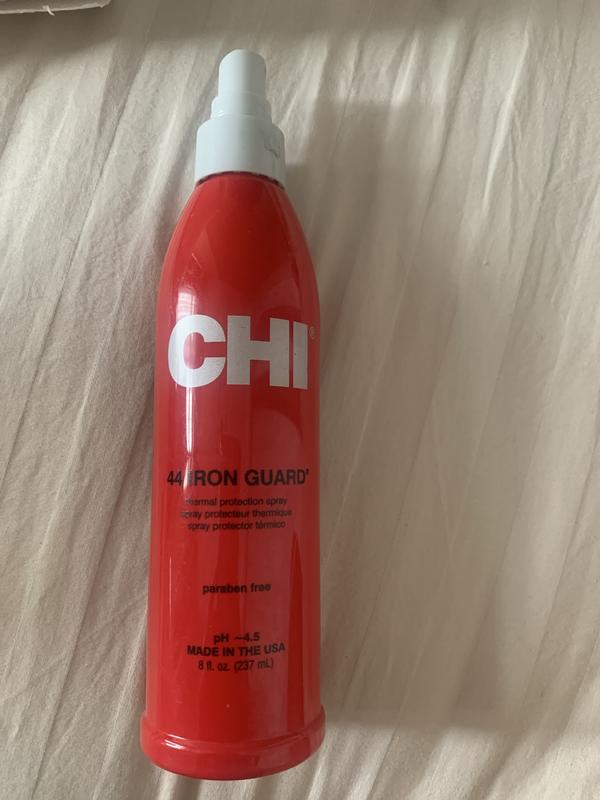 CHI®
44 IRON GUARD®
thermal protection spray
spray protecteur thermique
spray protector térmico
paraben free
pH ~4.5
MADE IN THE USA
8 fl. oz. (237 mL)